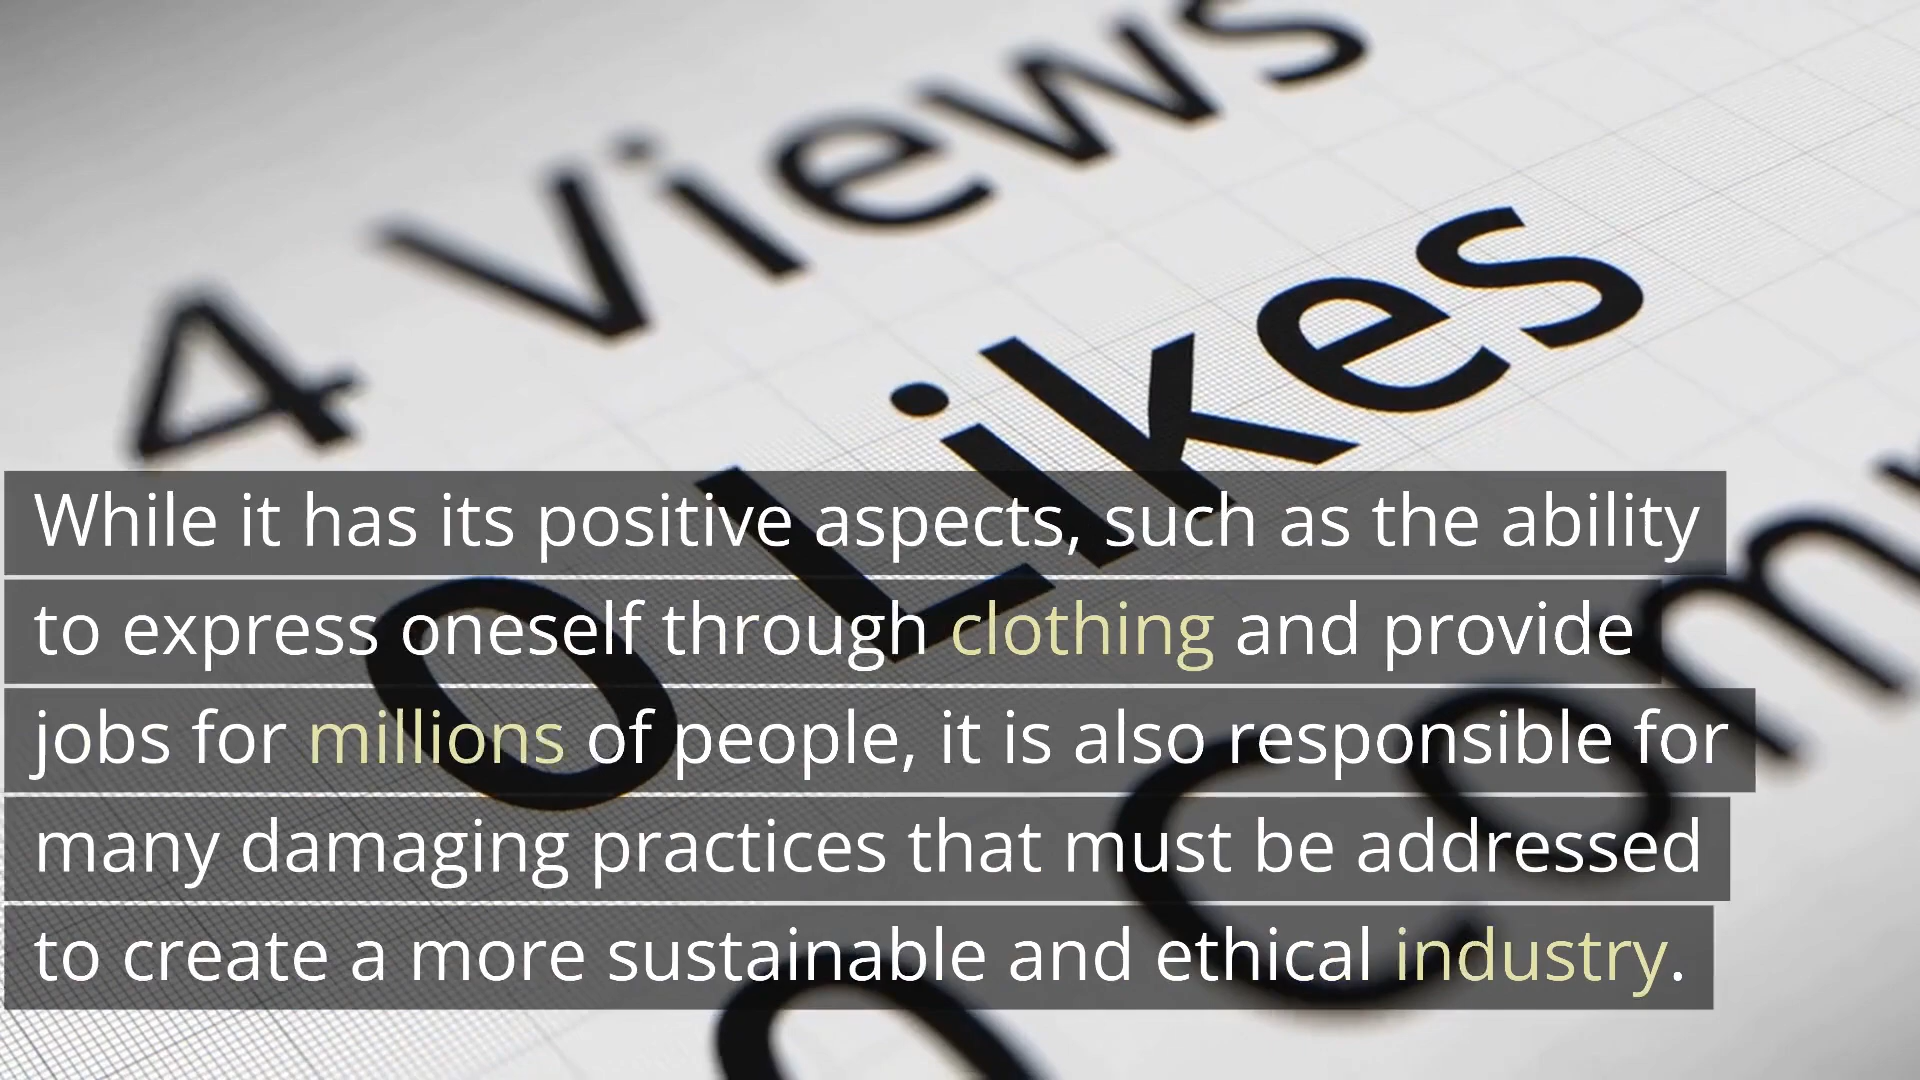 4 Views
0 Likes
While it has its positive aspects, such as the ability
to express oneself through clothing and provide
jobs for millions of people, it is also responsible for
many damaging practices that must be addressed
to create a more sustainable and ethical industry.